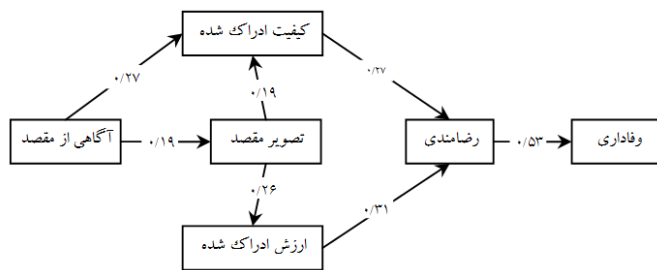 کیفیت ادراک شده
۰/۲۷
۰/۲۷
۰/۱۹
آگاهی از مقصد
۰/۱۹
تصویر مقصد
رضامندی
۰/۵۳
وفاداری
۰/۲۶
۰/۳۱
ارزش ادراک شده